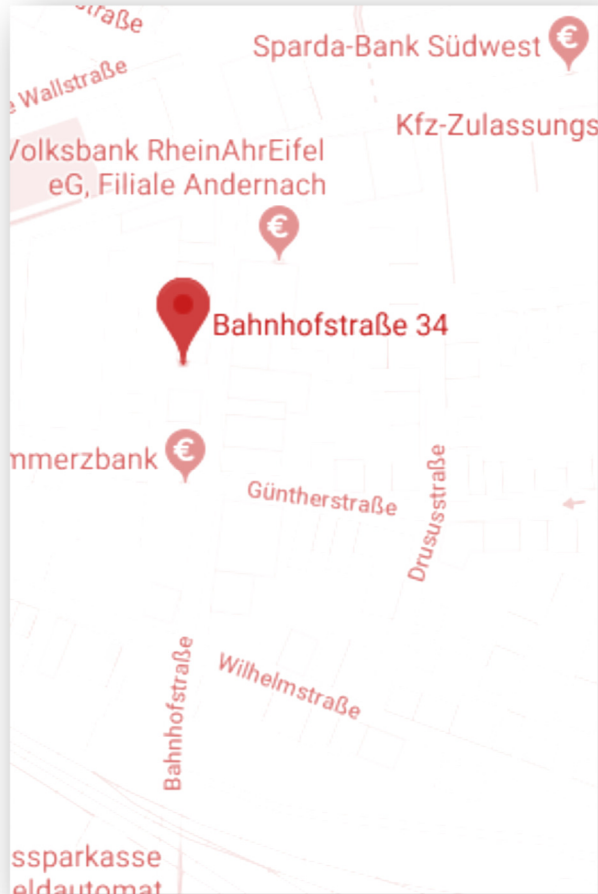 straße
Sparda-Bank Südwest
e Wallstraße
Kfz-Zulassungs
Volksbank RheinAhrEifel
eG, Filiale Andernach
Bahnhofstraße 34
mmerzbank
Güntherstraße
Drususstraße
Wilhelmstraße
Bahnhofstraße
ssparkasse
eldautomat